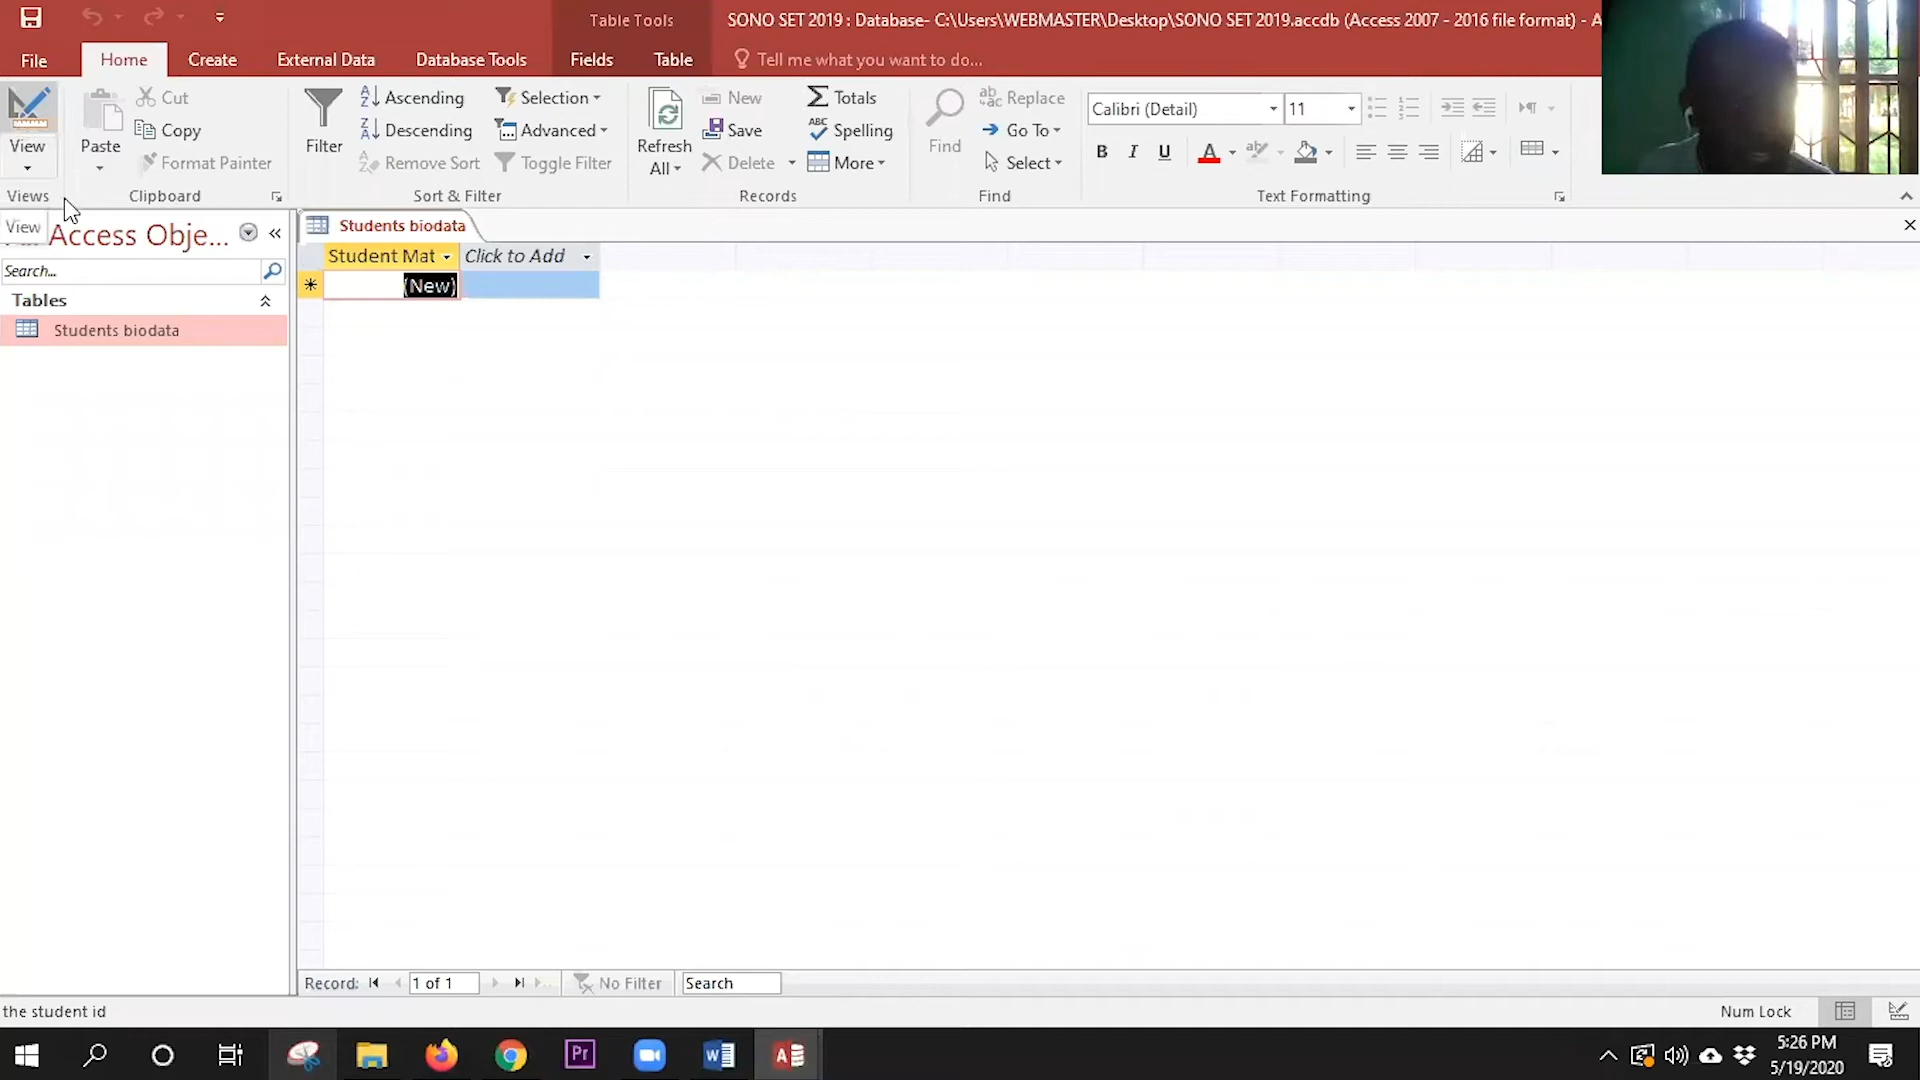 Table Tools
SONO SET 2019 : Database- C:\Users\WEBMASTER\Desktop\SONO SET 2019.accdb (Access 2007 - 2016 file format) - A
File
Home
Create
External Data
Database Tools
Fields
Table
Tell me what you want to do...
View
Paste
Cut
Copy
Format Painter
Filter
Ascending
Descending
Remove Sort
Selection
Advanced
Toggle Filter
Refresh
All
New
Save
Delete
Totals
Spelling
More
Find
Replace
Go To
Select
Calibri (Detail)
11
B I U
Views
Clipboard
Sort & Filter
Records
Find
Text Formatting
View
Access Obje...
Search...
Tables
Students biodata
Students biodata
Student Mat
Click to Add
(New)
Record:
1 of 1
No Filter
Search
the student id
Num Lock
5:26 PM
5/19/2020